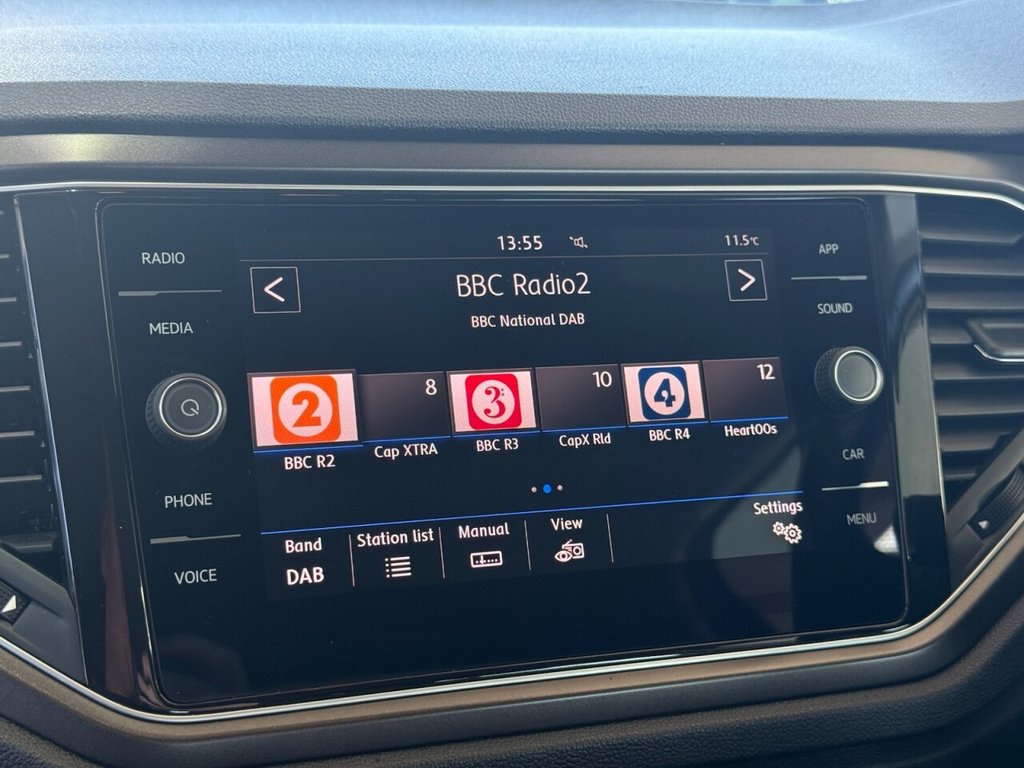 RADIO
MEDIA
PHONE
VOICE
13:55
11.5°C
<
BBC Radio2
>
BBC National DAB
2
8
3
10
4
12
BBC R2
Cap XTRA
BBC R3
CapX Rld
BBC R4
Heart00s
Settings
Band
DAB
Station list
Manual
View
APP
SOUND
CAR
MENU